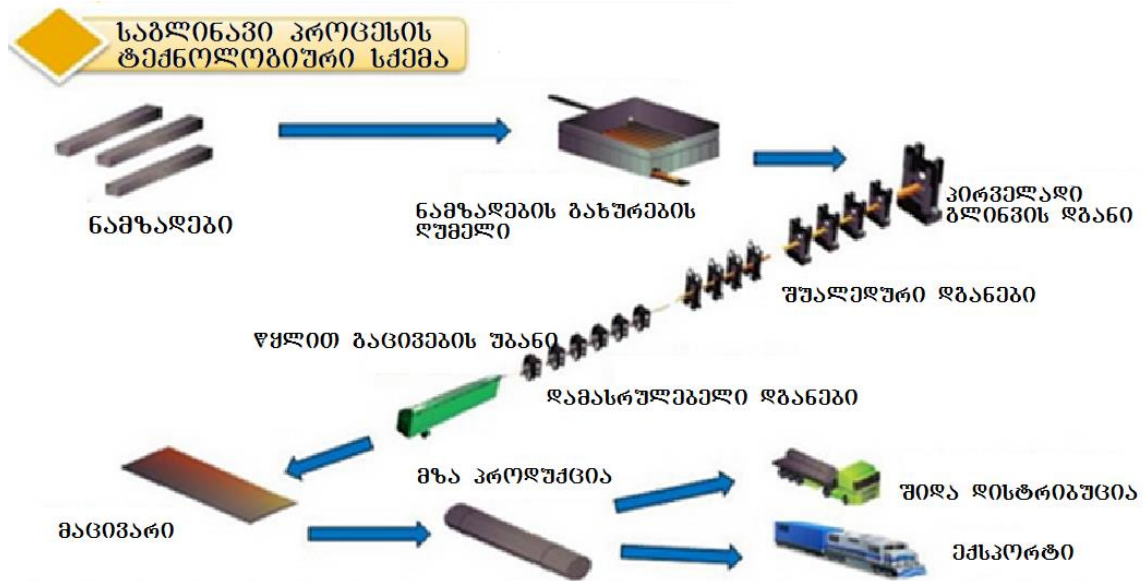 საგლინავი პროცესის
ტექნოლოგიური სქემა
ნამზადები
ნამზადების გახურების
ღუმელი
პირველადი
გლინვის დგანი
შუალედური დგანები
წყლით გაცივების უბანი
დამასრულებელი დგანები
მზა პროდუქცია
მაცივარი
შიდა დისტრიბუცია
ექსპორტი